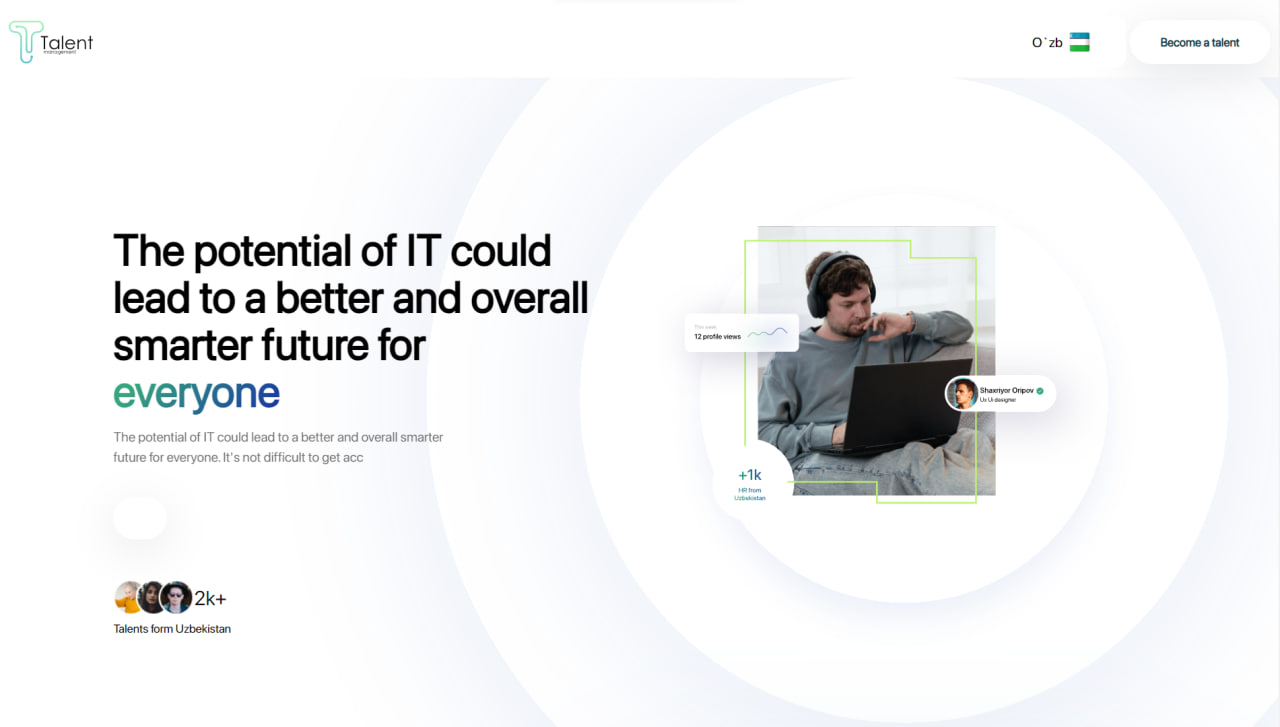 Talent
management
O`zb
Become a talent
The potential of IT could
lead to a better and overall
smarter future for
everyone
The potential of IT could lead to a better and overall smarter
future for everyone. It's not difficult to get acc
2k+
Talents form Uzbekistan
12 profile views
Shaxriyor Oripov
Ux Ui designer
+1k
HR from
Uzbekistan